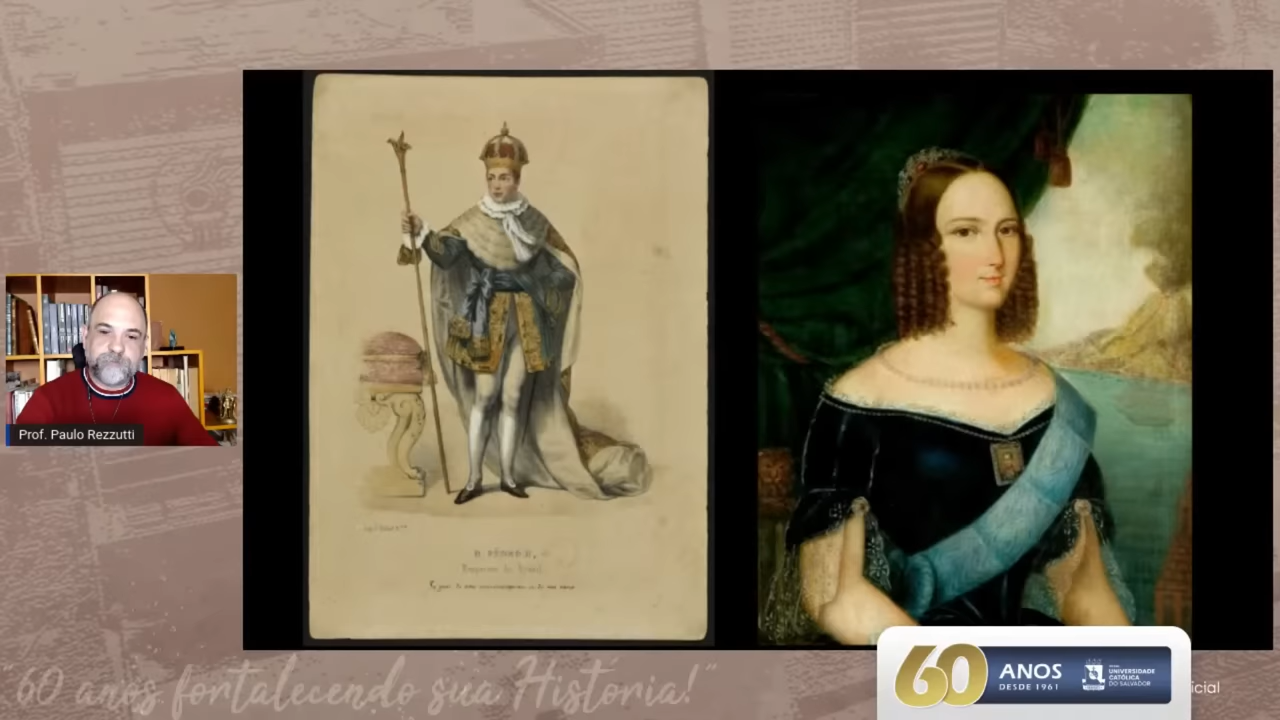 Prof. Paulo Rezzutti
D. PEDRO II,
Empereur du Brésil.
"60 anos fortalecendo sua História!"
60 ANOS
DESDE 1961
UNIVERSIDADE
CATÓLICA
DO SALVADOR
icial